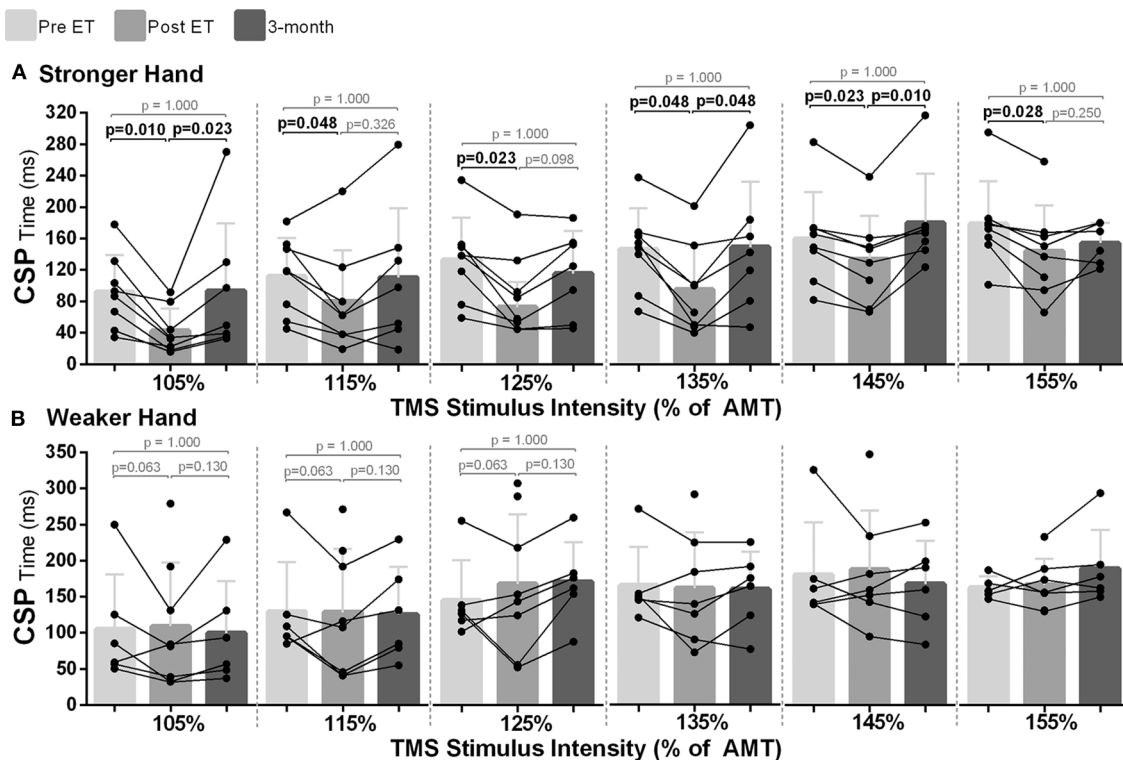 Pre ET Post ET 3-month
A Stronger Hand
p = 1.000 p = 1.000 p = 1.000 p = 1.000 p = 1.000 p = 1.000
p=0.010 p=0.023 p=0.048 p=0.326 p=0.023 p=0.098 p=0.048 p=0.048 p=0.023 p=0.010 p=0.028 p=0.250
CSP Time (ms)
320
280
240
200
160
120
80
40
0
105% 115% 125% 135% 145% 155%
TMS Stimulus Intensity (% of AMT)
B Weaker Hand
p = 1.000 p = 1.000 p = 1.000
p=0.063 p=0.130 p=0.063 p=0.130 p=0.063 p=0.130
CSP Time (ms)
350
300
250
200
150
100
50
0
105% 115% 125% 135% 145% 155%
TMS Stimulus Intensity (% of AMT)